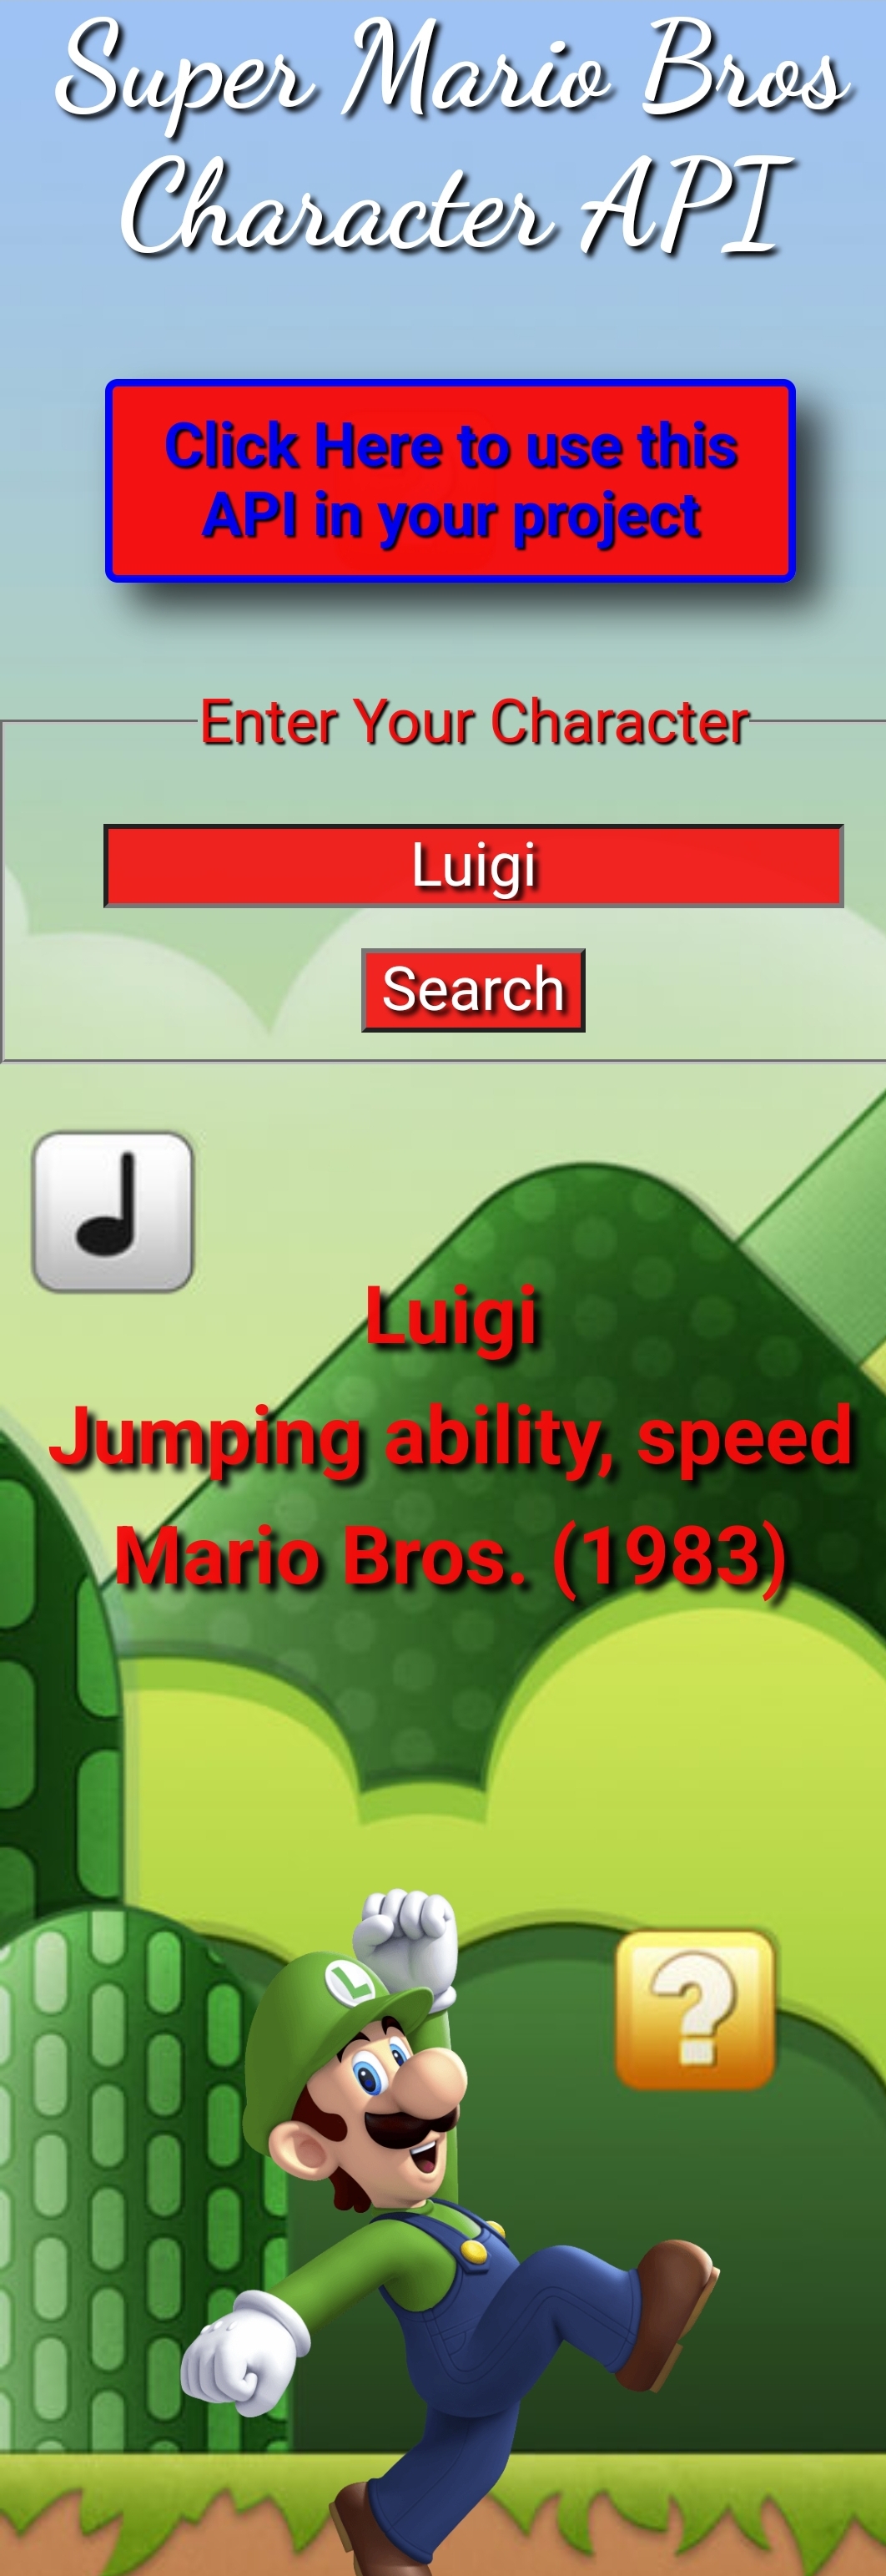 Super Mario Bros
Character API
Click Here to use this
API in your project
Enter Your Character
Luigi
Search
Luigi
Jumping ability, speed
Mario Bros. (1983)
?
L